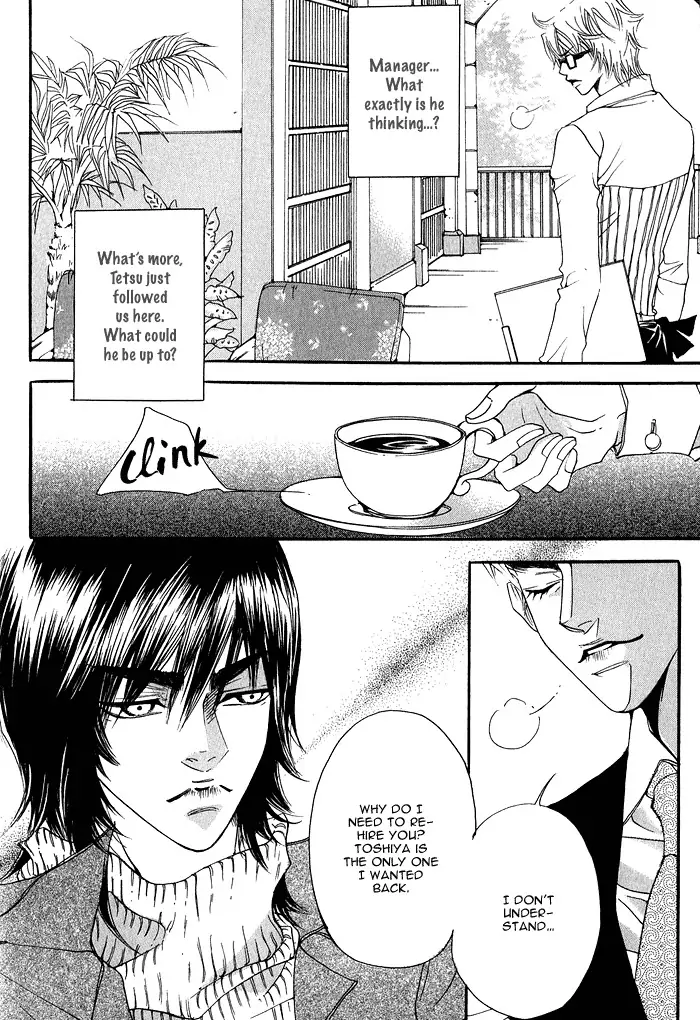 Manager...
What
exactly is he
thinking...?
What's more,
Tetsu just
followed
us here.
What could
he be up to?
Clink
I DON'T
UNDER-
STAND...
WHY DO I
NEED TO RE-
HIRE YOU?
TOSHIYA
IS THE
ONLY ONE
I WANTED
BACK.